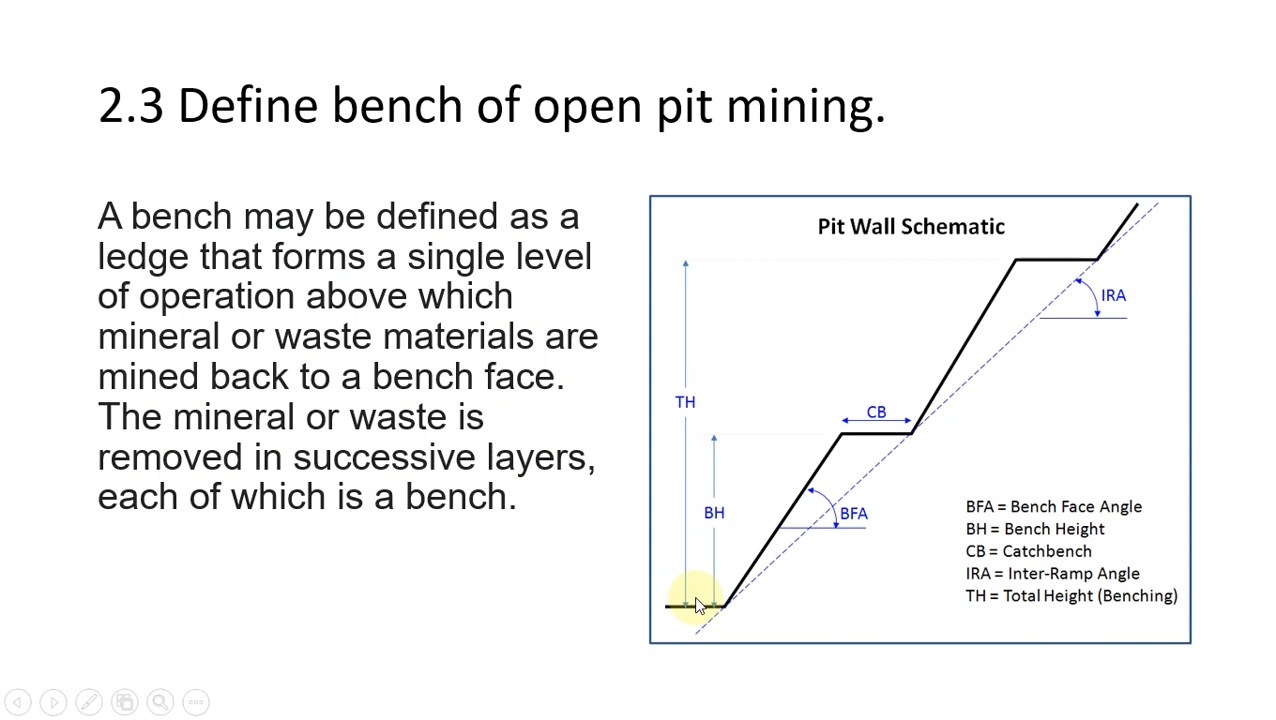 2.3 Define bench of open pit mining.
A bench may be defined as a
ledge that forms a single level
of operation above which
mineral or waste materials are
mined back to a bench face.
The mineral or waste is
removed in successive layers,
each of which is a bench.
Pit Wall Schematic
IRA
TH
CB
BH
BFA
BFA = Bench Face Angle
BH = Bench Height
CB = Catchbench
IRA = Inter-Ramp Angle
TH = Total Height (Benching)